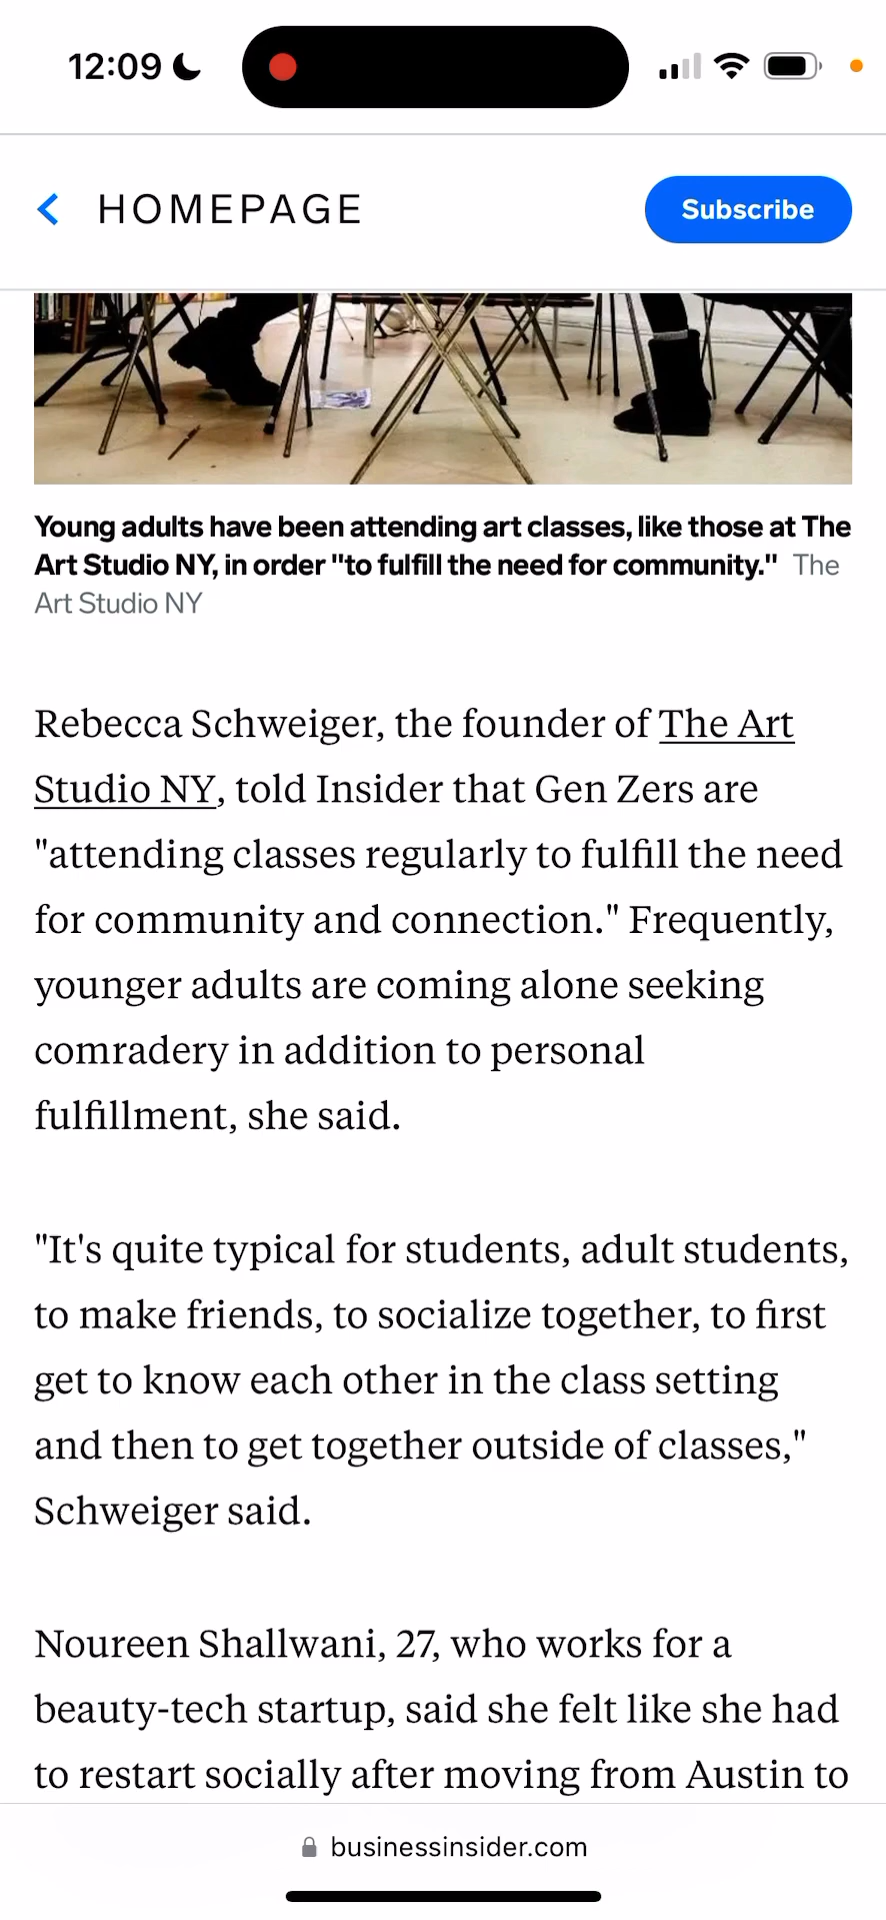 12:09
HOMEPAGE
Subscribe
Young adults have been attending art classes, like those at The
Art Studio NY, in order "to fulfill the need for community." The
Art Studio NY
Rebecca Schweiger, the founder of The Art
Studio NY, told Insider that Gen Zers are
"attending classes regularly to fulfill the need
for community and connection." Frequently,
younger adults are coming alone seeking
comradery in addition to personal
fulfillment, she said.
"It's quite typical for students, adult students,
to make friends, to socialize together, to first
get to know each other in the class setting
and then to get together outside of classes,"
Schweiger said.
Noureen Shallwani, 27, who works for a
beauty-tech startup, said she felt like she had
to restart socially after moving from Austin to
businessinsider.com